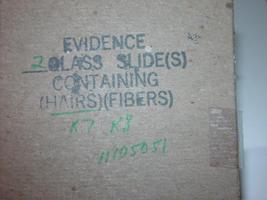 EVIDENCE
2 GLASS SLIDE(S)
CONTAINING
(HAIRS)(FIBERS)
K7 K8
11105051